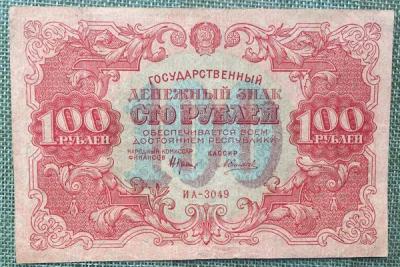 ГОСУДАРСТВЕННЫЙ
ДЕНЕЖНЫЙ ЗНАК
СТО РУБЛЕЙ
100
РУБЛЕЙ
100
РУБЛЕЙ
100
ОБЕСПЕЧИВАЕТСЯ ВСЕМ
ДОСТОЯНИЕМ РЕСПУБЛИКИ
НАРОДНЫЙ КОМИССАР
ФИНАНСОВ
КАССИР
ИА-3049